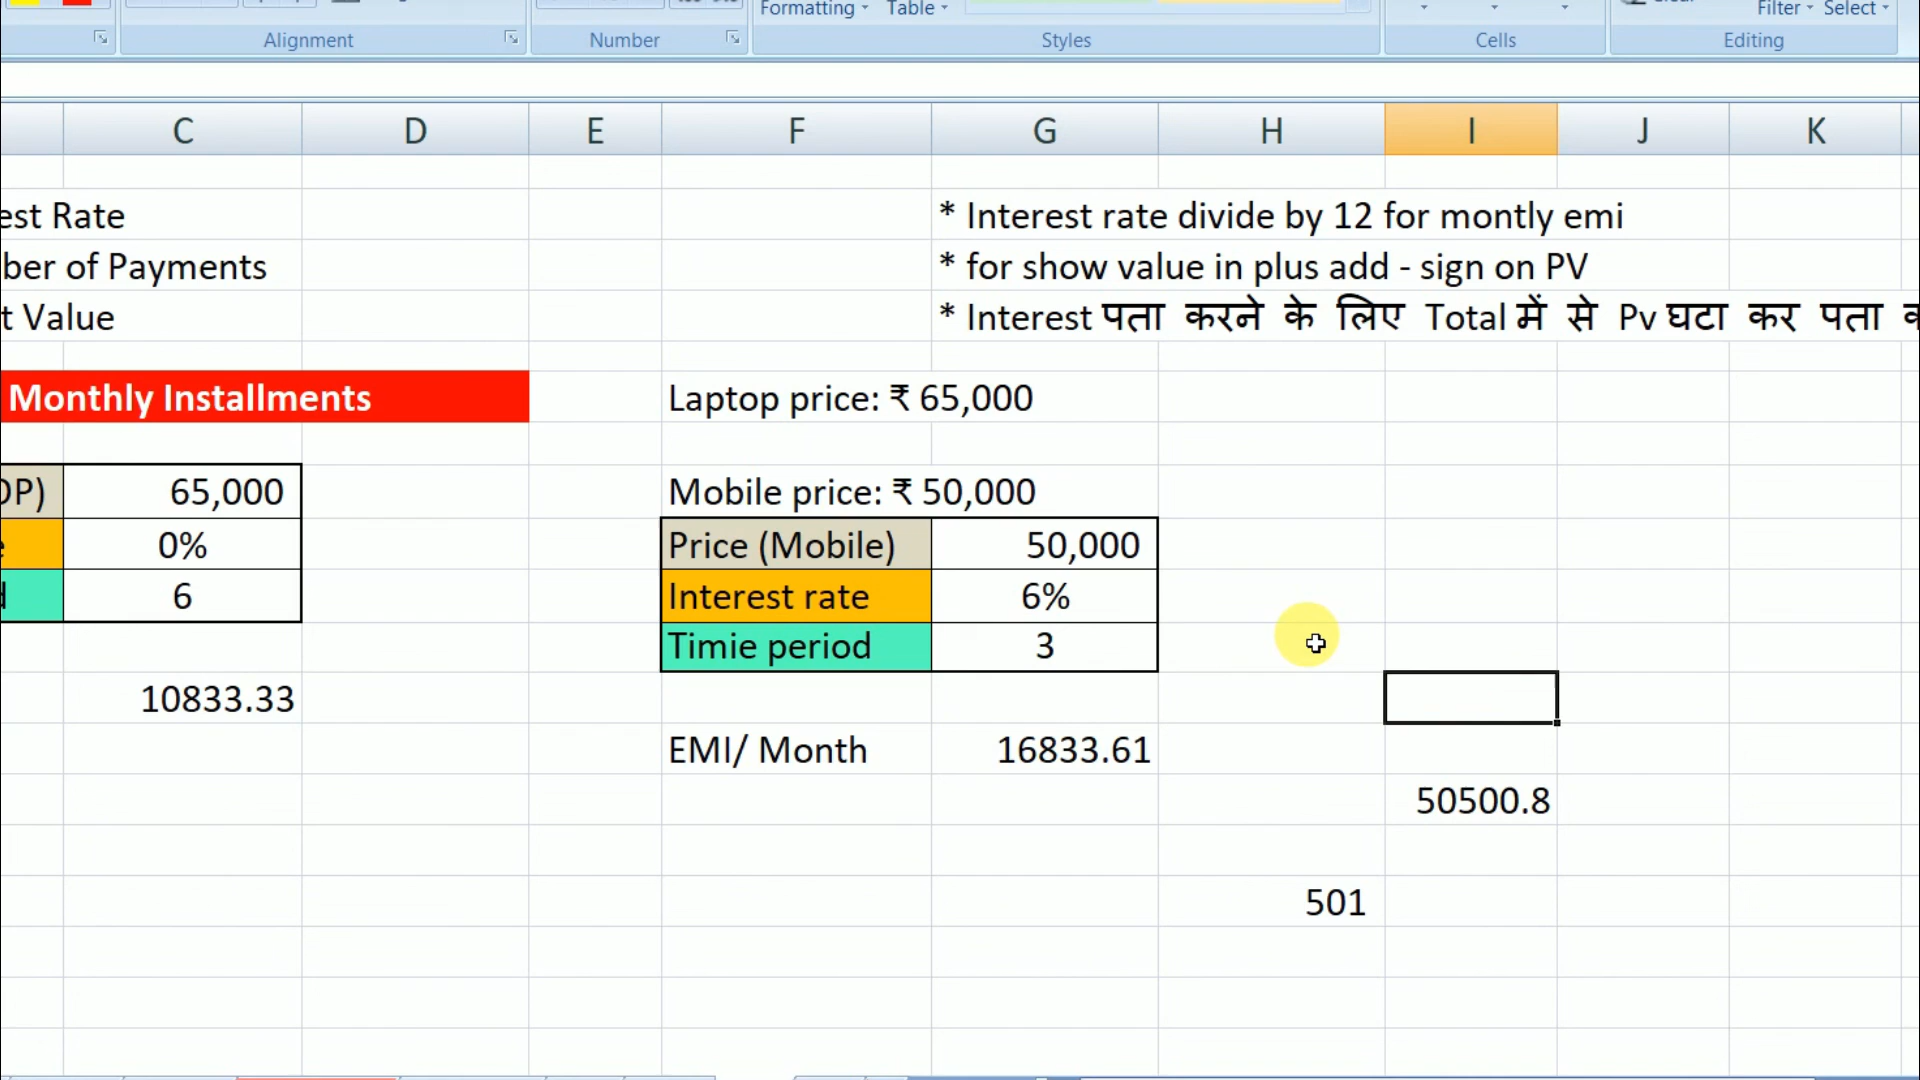 Formatting Table Filter Select
Alignment Number Styles Cells Editing
C D E F G H I J K
est Rate * Interest rate divide by 12 for montly emi
ber of Payments * for show value in plus add - sign on PV
t Value * Interest पता करने के लिए Total में से Pv घटा कर पता
Monthly Installments Laptop price: ₹ 65,000
OP) 65,000 Mobile price: ₹ 50,000
e 0% Price (Mobile) 50,000
d 6 Interest rate 6%
Timie period 3
10833.33
EMI/ Month 16833.61
50500.8
501